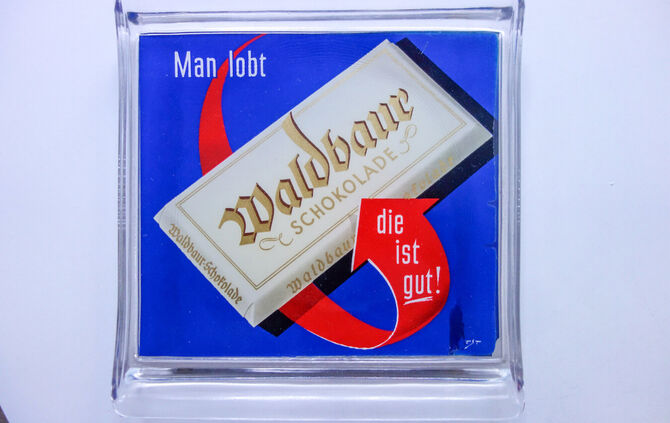 Man lobt
Waldbaur
SCHOKOLADE
Waldbaur-Schokolade
Waldbaur
die
ist
gut!